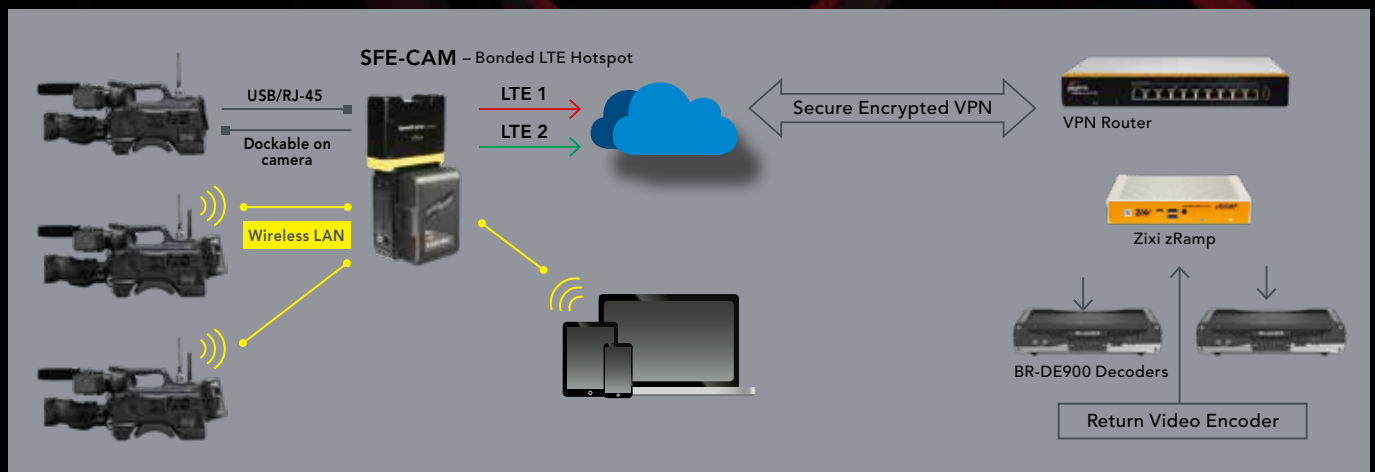 SFE-CAM – Bonded LTE Hotspot
USB/RJ-45
Dockable on
camera
LTE 1
LTE 2
Secure Encrypted VPN
VPN Router
Wireless LAN
Zixi zRamp
BR-DE900 Decoders
Return Video Encoder